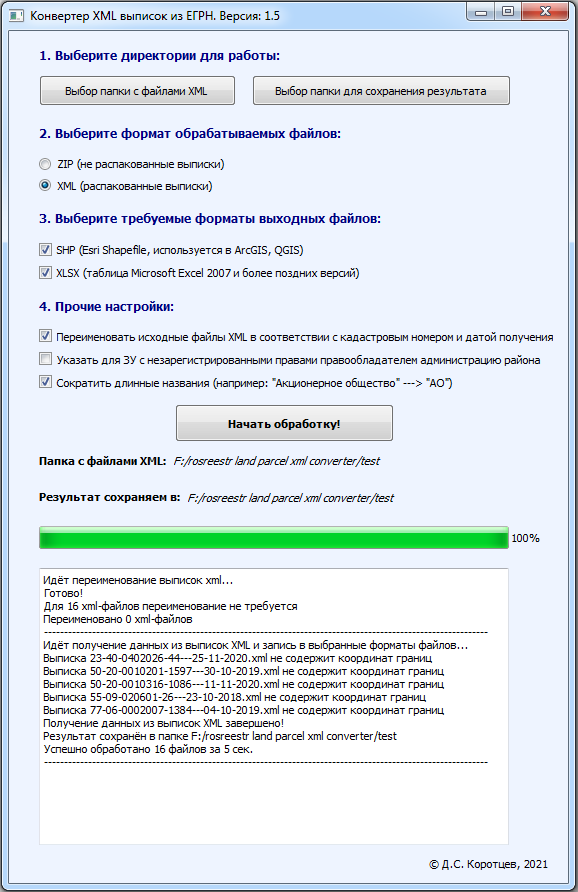 Конвертер XML выписок из ЕГРН. Версия: 1.5
1. Выберите директории для работы:
Выбор папки с файлами XML
Выбор папки для сохранения результата
2. Выберите формат обрабатываемых файлов:
ZIP (не распакованные выписки)
XML (распакованные выписки)
3. Выберите требуемые форматы выходных файлов:
SHP (Esri Shapefile, используется в ArcGIS, QGIS)
XLSX (таблица Microsoft Excel 2007 и более поздних версий)
4. Прочие настройки:
Переименовать исходные файлы XML в соответствии с кадастровым номером и датой получения
Указать для ЗУ с незарегистрированными правами правообладателем администрацию района
Сократить длинные названия (например: "Акционерное общество" ---> "АО")
Начать обработку!
Папка с файлами XML: F:/rosreestr land parcel xml converter/test
Результат сохраняем в: F:/rosreestr land parcel xml converter/test
100%
Идёт переименование выписок xml...
Готово!
Для 16 xml-файлов переименование не требуется
Переименовано 0 xml-файлов
----------------------------------------------------------------------------------------------------------------
Идёт получение данных из выписок XML и запись в выбранные форматы файлов...
Выписка 23-40-0402026-44---25-11-2020.xml не содержит координат границ
Выписка 50-20-0010201-1597---30-10-2019.xml не содержит координат границ
Выписка 50-20-0010316-1086---11-11-2020.xml не содержит координат границ
Выписка 55-09-020601-26---23-10-2018.xml не содержит координат границ
Выписка 77-06-0002007-1384---04-10-2019.xml не содержит координат границ
Получение данных из выписок XML завершено!
Результат сохранён в папке F:/rosreestr land parcel xml converter/test
Успешно обработано 16 файлов за 5 сек.
----------------------------------------------------------------------------------------------------------------
© Д.С. Коротцев, 2021